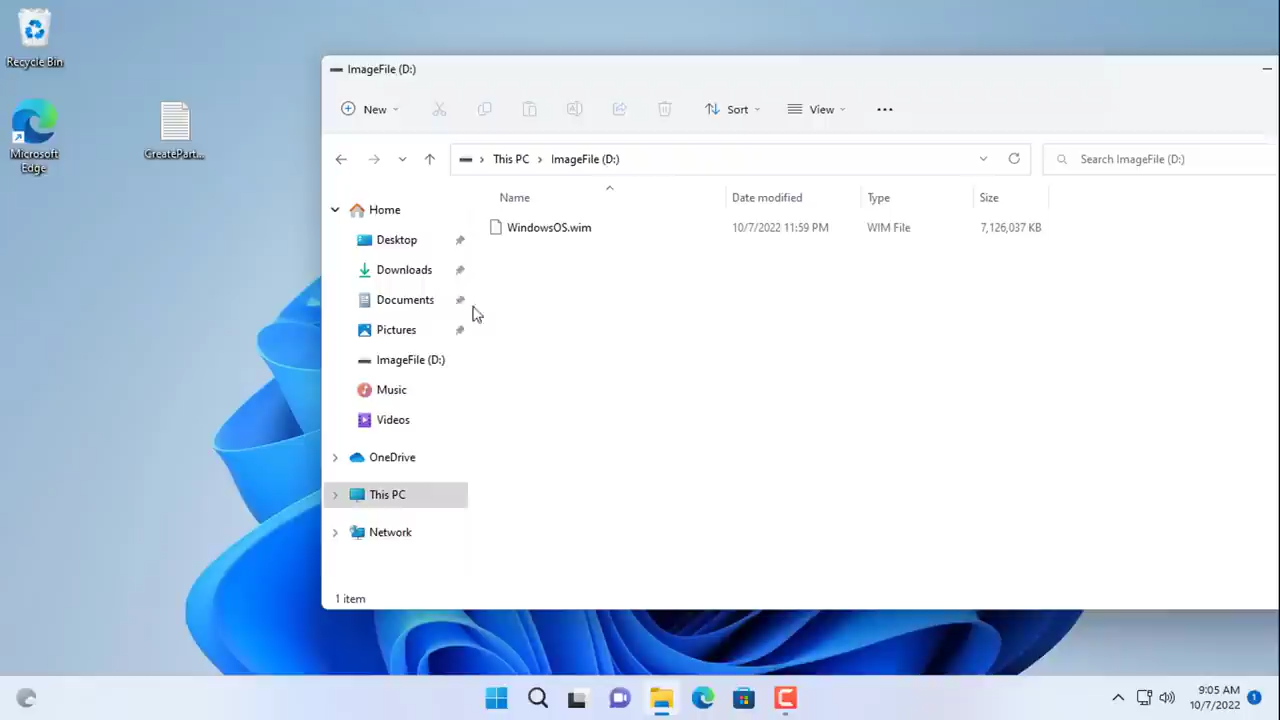 Recycle Bin
Microsoft
Edge
CreatePart...
ImageFile (D:)
New
Sort
View
This PC
ImageFile (D:)
Search ImageFile (D:)
Name
Date modified
Type
Size
WindowsOS.wim
10/7/2022 11:59 PM
WIM File
7,126,037 KB
Home
Desktop
Downloads
Documents
Pictures
ImageFile (D:)
Music
Videos
OneDrive
This PC
Network
1 item
9:05 AM
10/7/2022
1